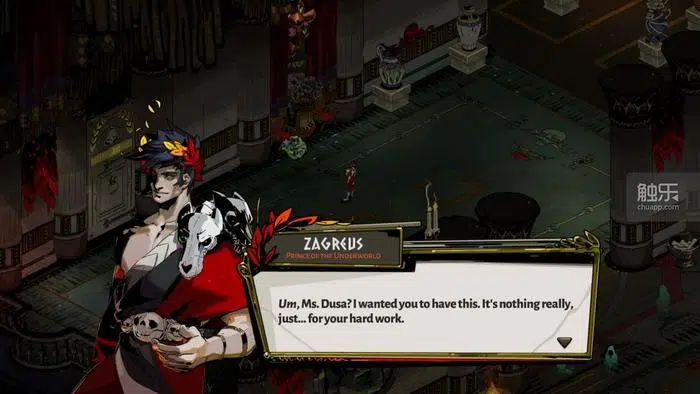 触乐
chuapp.com
ZAGREUS
PRINCE OF THE UNDERWORLD
Um, Ms. Dusa? I wanted you to have this. It's nothing really,
just... for your hard work.